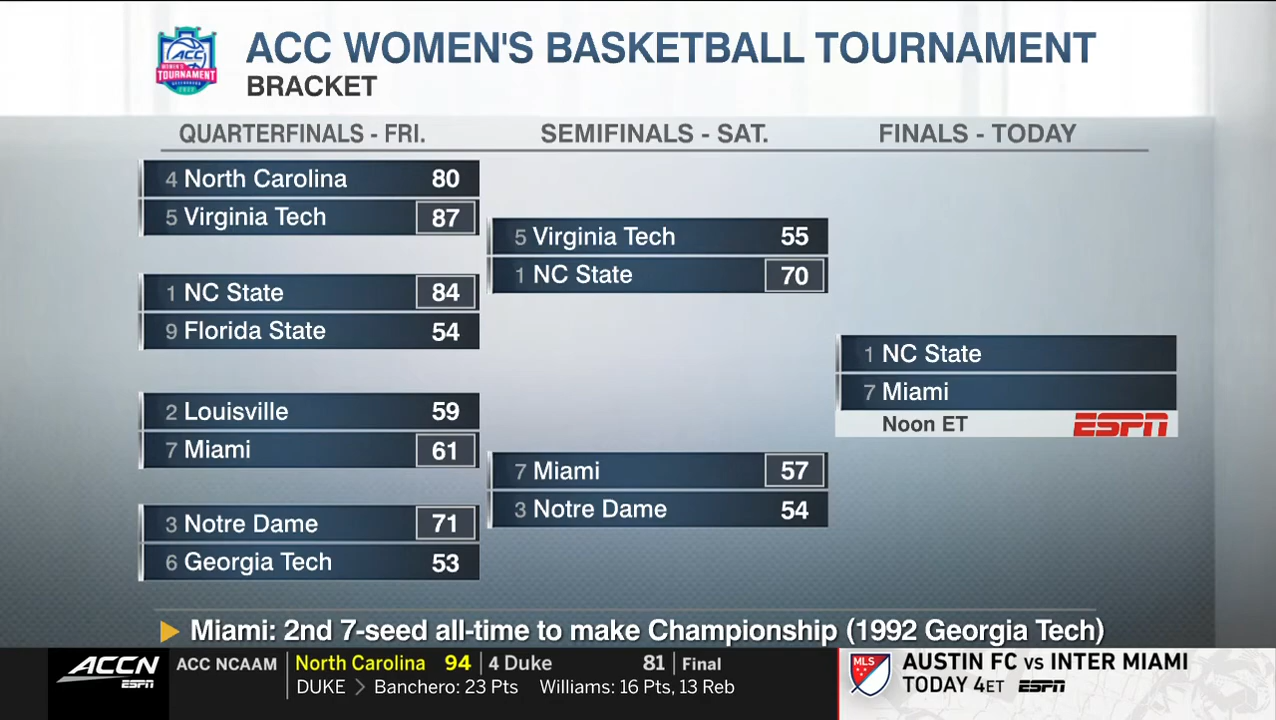 ACC
WOMEN'S
TOURNAMENT
ACC WOMEN'S BASKETBALL TOURNAMENT
BRACKET
QUARTERFINALS - FRI.
SEMIFINALS - SAT.
FINALS - TODAY
4 North Carolina 80
5 Virginia Tech 87
1 NC State 84
9 Florida State 54
2 Louisville 59
7 Miami 61
3 Notre Dame 71
6 Georgia Tech 53
5 Virginia Tech 55
1 NC State 70
7 Miami 57
3 Notre Dame 54
1 NC State
7 Miami
Noon ET ESPN
Miami: 2nd 7-seed all-time to make Championship (1992 Georgia Tech)
ACCN
ESPN
ACC NCAAM
North Carolina 94 4 Duke 81 Final
DUKE > Banchero: 23 Pts Williams: 16 Pts, 13 Reb
MLS
AUSTIN FC vs INTER MIAMI
TODAY 4ET ESPN